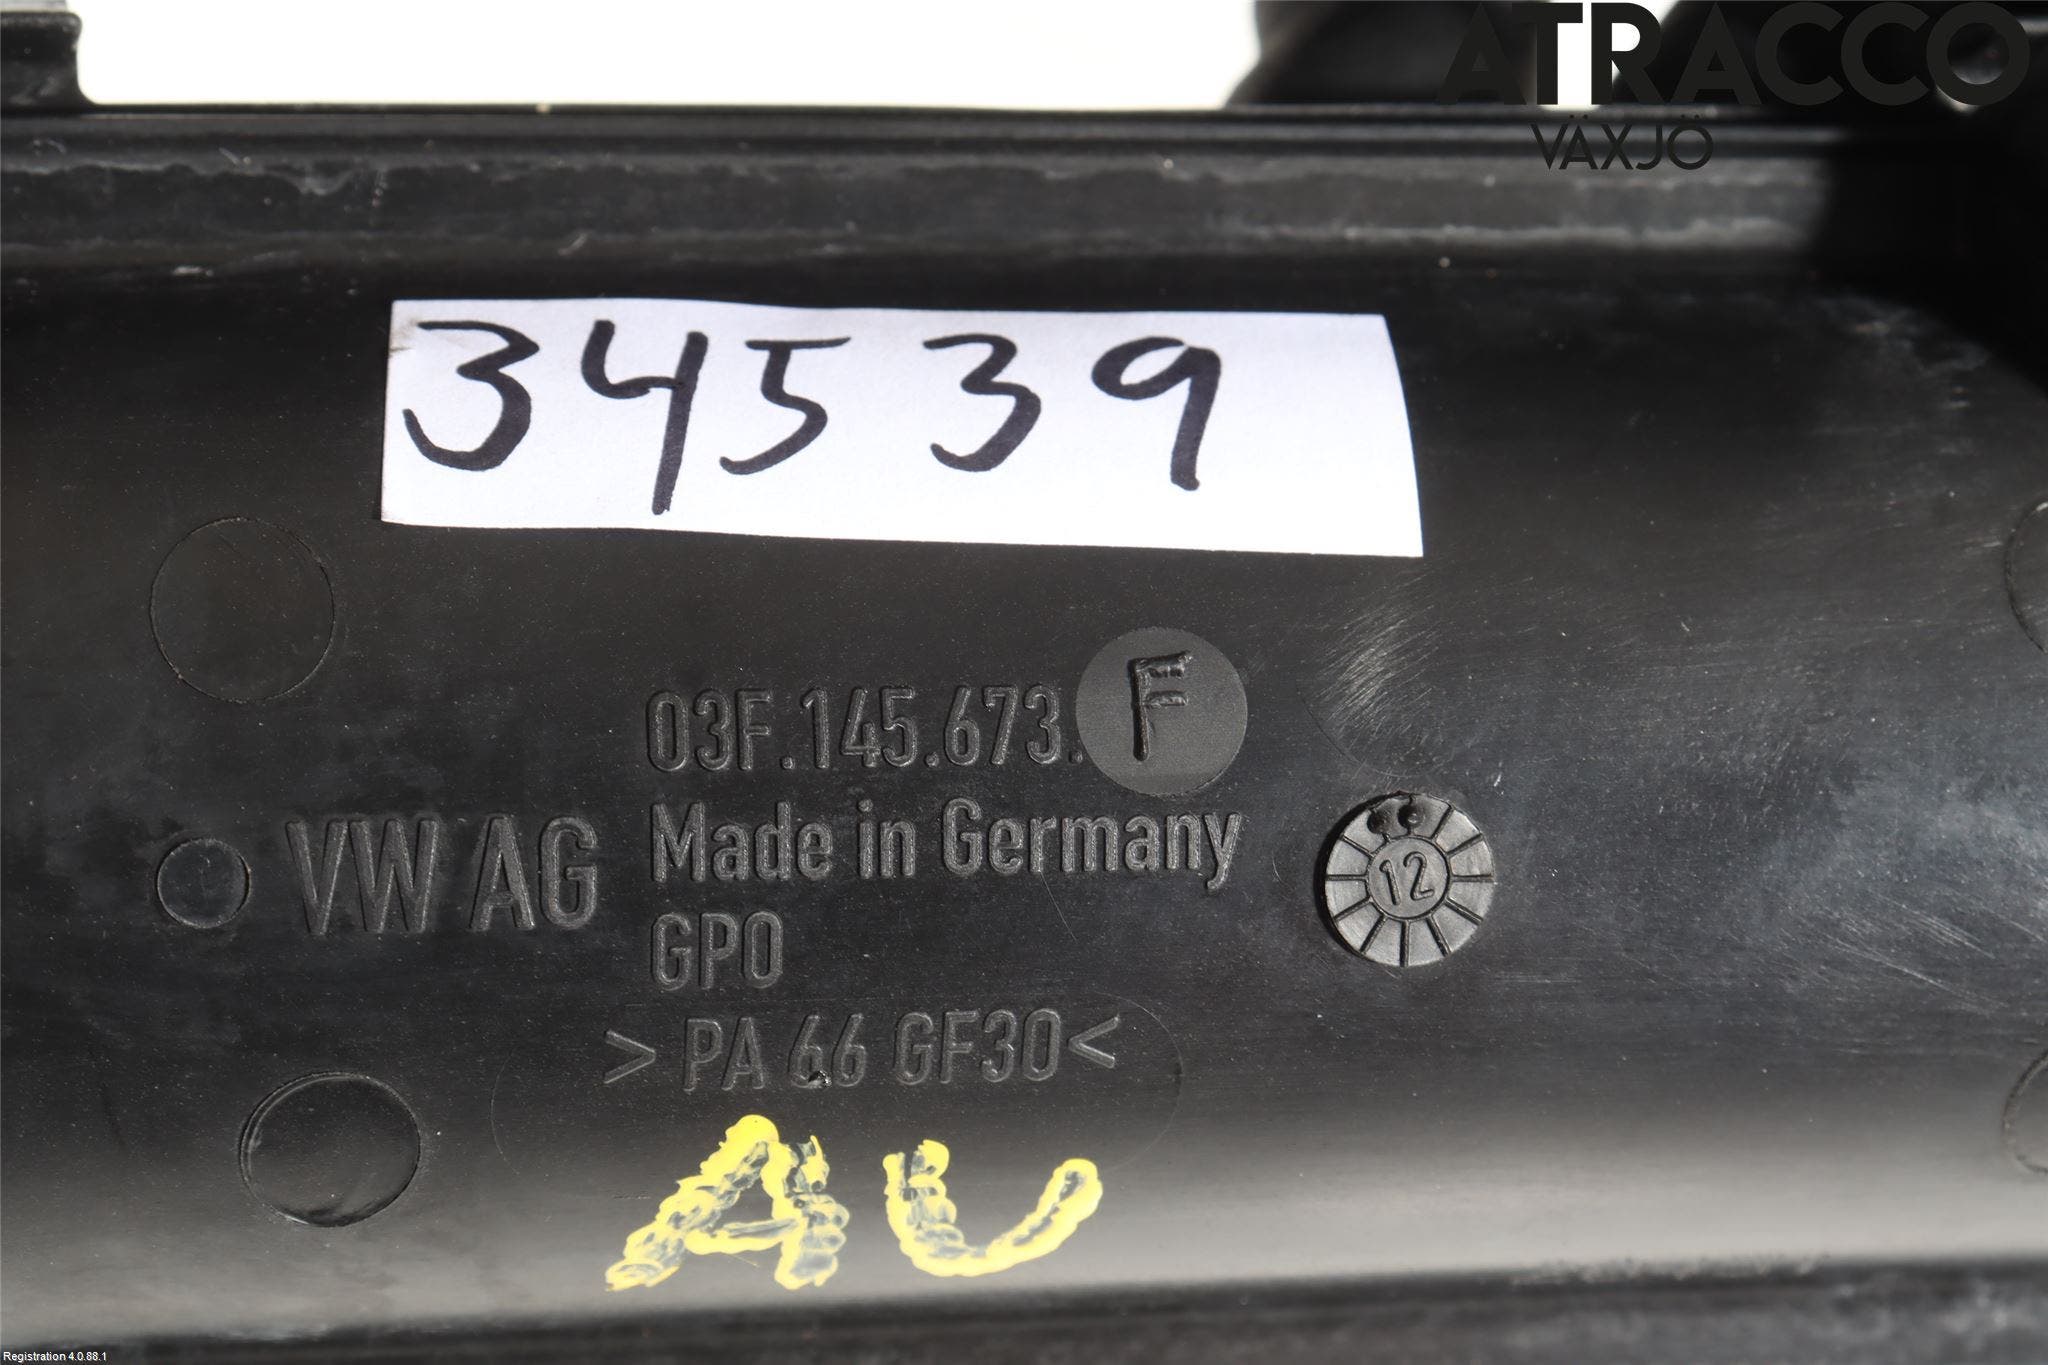 ATRACCO
VÄXJÖ
34539
03F.145.673.F
VW AG
Made in Germany
12
GPO
>PA 66 GF30<
AU
Registration 4.0.88.1